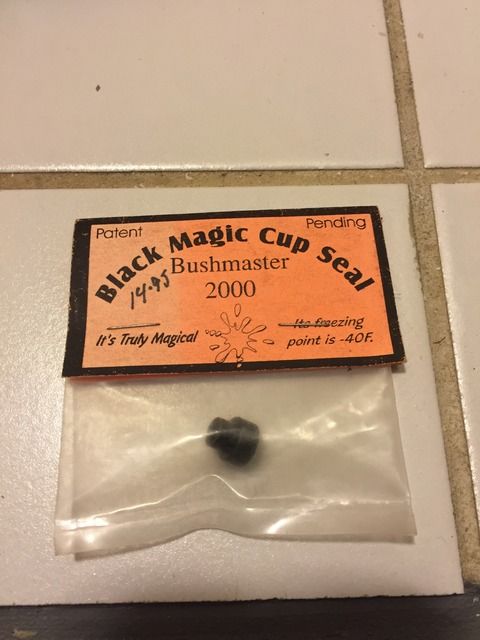 Patent Pending
Black Magic Cup Seal
Bushmaster
14.95
2000
It's Truly Magical
Its freezing
point is -40F.